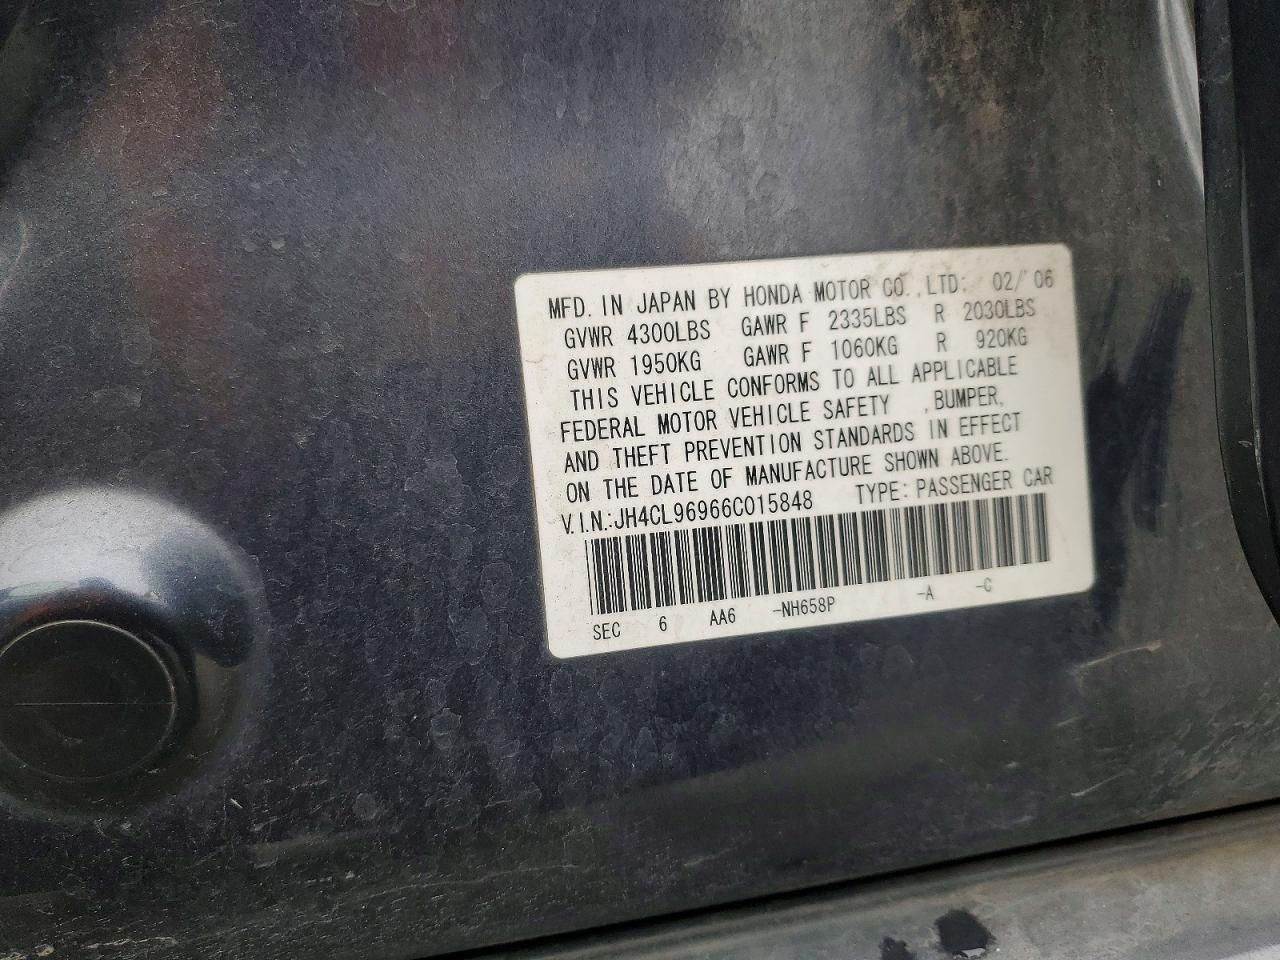 MFD. IN JAPAN BY HONDA MOTOR CO.,LTD: 02/'06
GVWR 4300LBS GAWR F 2335LBS R 2030LBS
GVWR 1950KG GAWR F 1060KG R 920KG
THIS VEHICLE CONFORMS TO ALL APPLICABLE
FEDERAL MOTOR VEHICLE SAFETY ,BUMPER,
AND THEFT PREVENTION STANDARDS IN EFFECT
ON THE DATE OF MANUFACTURE SHOWN ABOVE.
V.I.N.:JH4CL96966C015848 TYPE: PASSENGER CAR
SEC 6 AA6 -NH658P -A -C